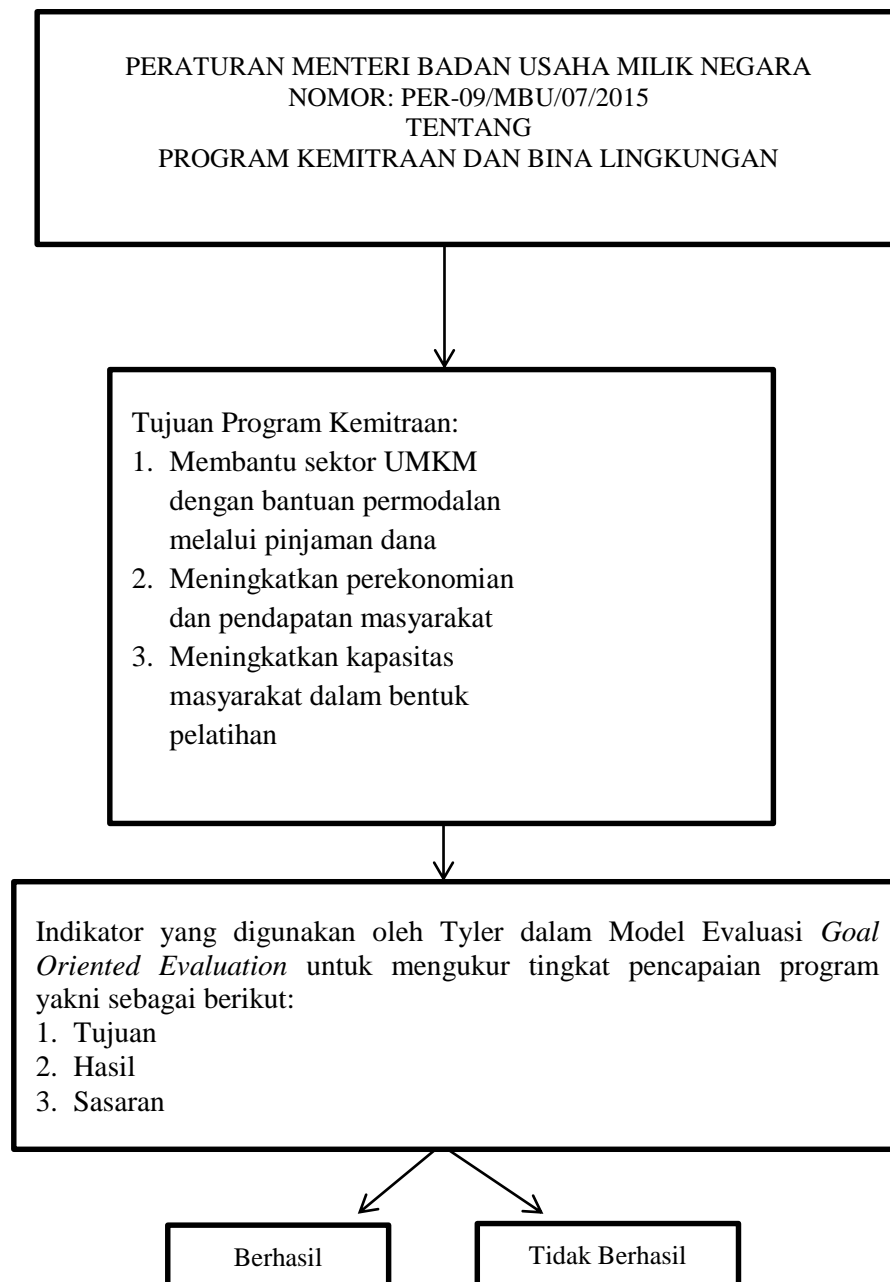 PERATURAN MENTERI BADAN USAHA MILIK NEGARA
NOMOR: PER-09/MBU/07/2015
TENTANG
PROGRAM KEMITRAAN DAN BINA LINGKUNGAN
Tujuan Program Kemitraan:
1. Membantu sektor UMKM
dengan bantuan permodalan
melalui pinjaman dana
2. Meningkatkan perekonomian
dan pendapatan masyarakat
3. Meningkatkan kapasitas
masyarakat dalam bentuk
pelatihan
Indikator yang digunakan oleh Tyler dalam Model Evaluasi Goal
Oriented Evaluation untuk mengukur tingkat pencapaian program
yakni sebagai berikut:
1. Tujuan
2. Hasil
3. Sasaran
Berhasil
Tidak Berhasil